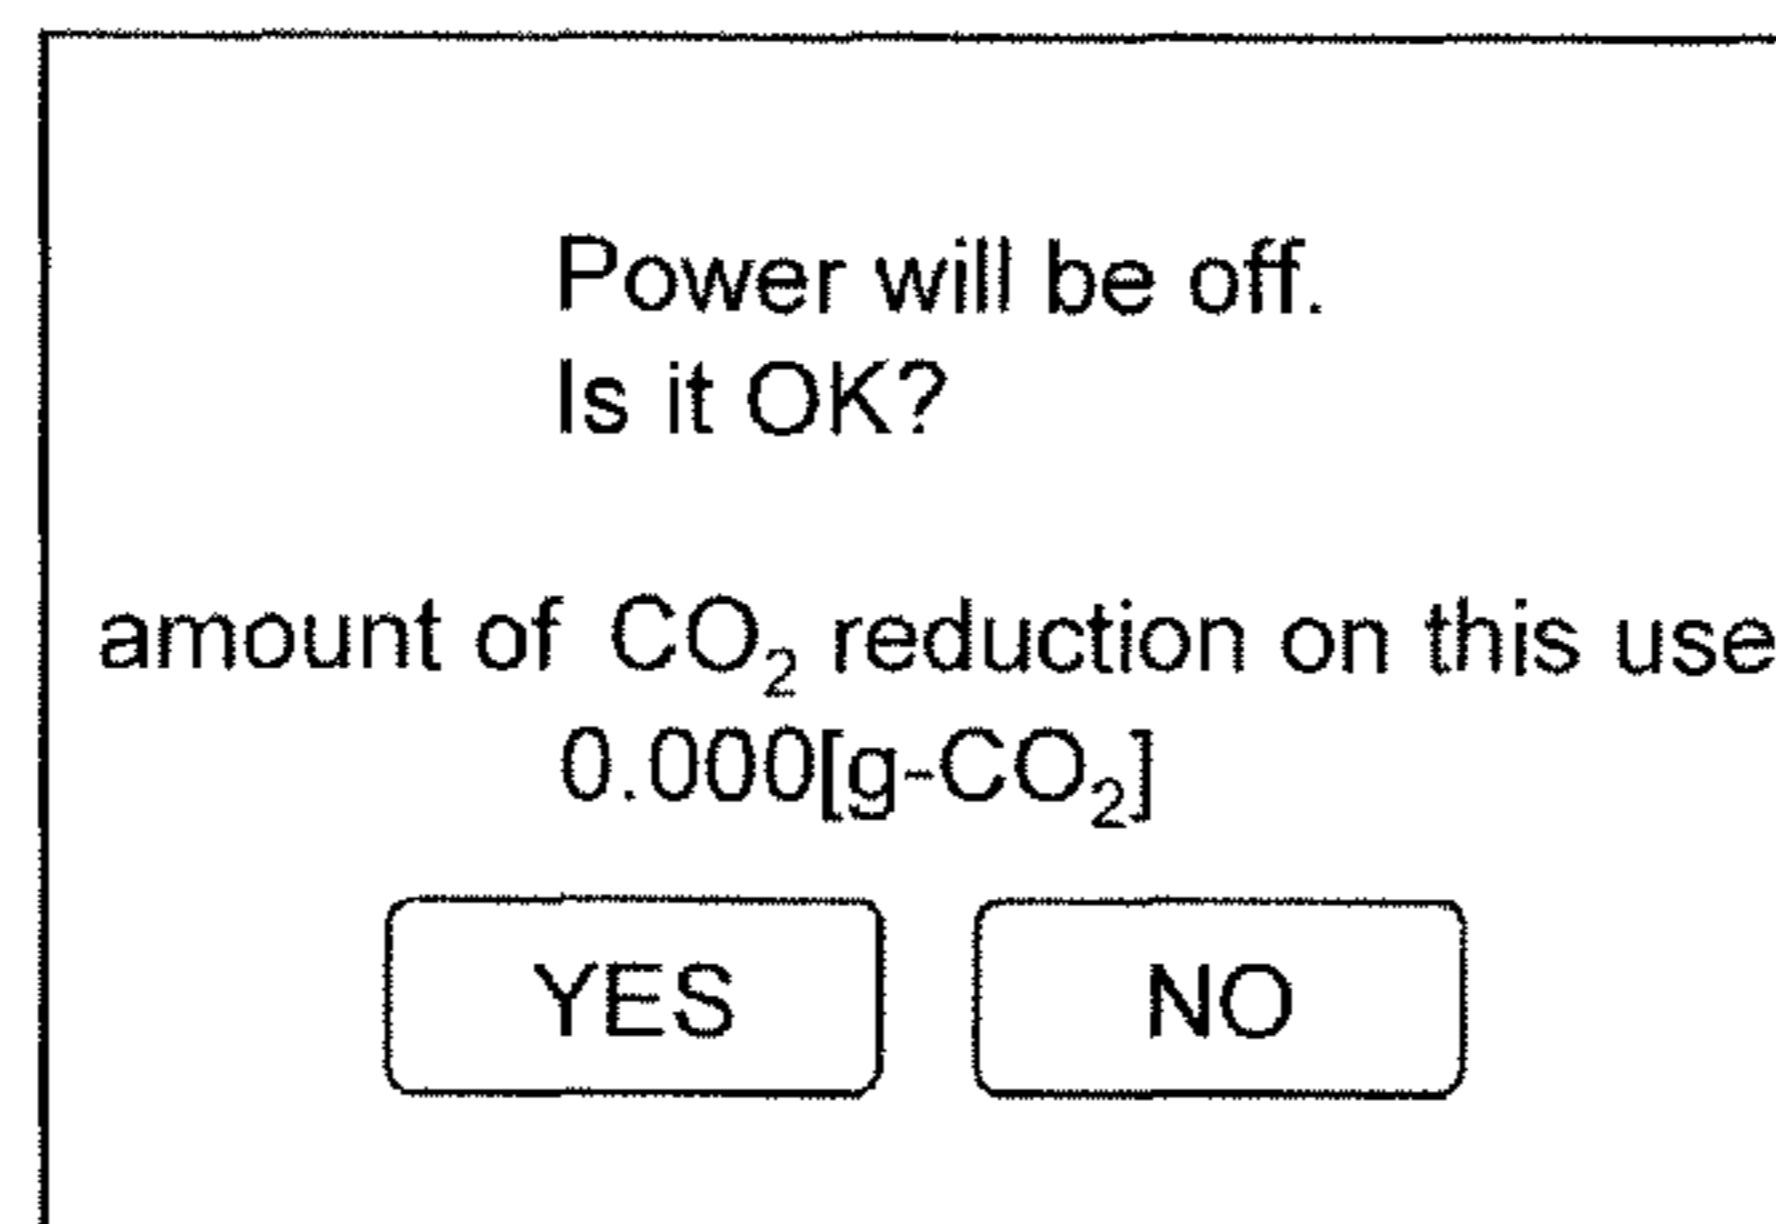 Power will be off.
Is it OK?
amount of CO₂ reduction on this use
0.000[g-CO₂]
YES NO